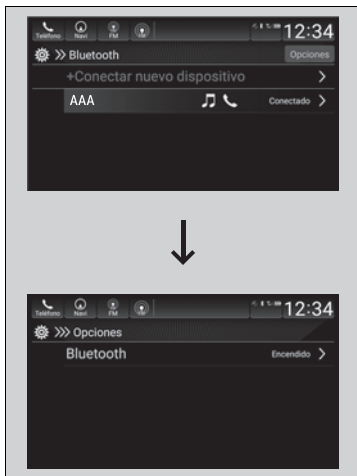 Teléfono Navi FM 12:34
Bluetooth Opciones
+Conectar nuevo dispositivo
AAA Conectado
Teléfono Navi FM 12:34
Opciones
Bluetooth Encendido